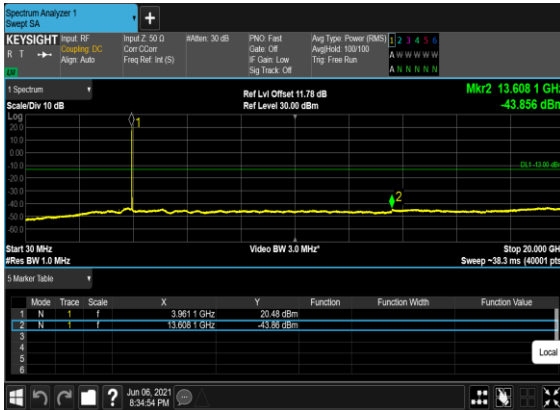 Spectrum Analyzer 1
Swept SA
+
KEYSIGHT Input: RF Input Z: 50 Ω #Atten: 30 dB PNO: Fast Avg Type: Power (RMS) 1 2 3 4 5 6
R T Coupling: DC Corr CCorr Gate: Off Avg|Hold: 100/100 A W W W W W
Align: Auto Freq Ref: Int (S) IF Gain: Low Trig: Free Run
Sig Track: Off A N N N N N
1 Spectrum Ref Lvl Offset 11.78 dB Mkr2 13.608 1 GHz
Scale/Div 10 dB Ref Level 30.00 dBm -43.856 dBm
Log
20.0 1
10.0
0.00
-10.0 DL1 -13.00 dBm
-20.0
-30.0
-40.0 2
-50.0
-60.0
Start 30 MHz Video BW 3.0 MHz* Stop 20.000 GHz
#Res BW 1.0 MHz Sweep ~38.3 ms (40001 pts)
5 Marker Table
Mode Trace Scale X Y Function Function Width Function Value
1 N 1 f 3.961 1 GHz 20.48 dBm
2 N 1 f 13.608 1 GHz -43.86 dBm
3
4
5
6
Local
? Jun 06, 2021
8:34:54 PM